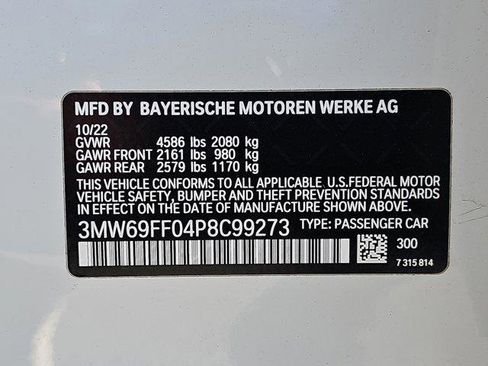 MFD BY BAYERISCHE MOTOREN WERKE AG
10/22
GVWR 4586 lbs 2080 kg
GAWR FRONT 2161 lbs 980 kg
GAWR REAR 2579 lbs 1170 kg
THIS VEHICLE CONFORMS TO ALL APPLICABLE U.S.FEDERAL MOTOR
VEHICLE SAFETY, BUMPER AND THEFT PREVENTION STANDARDS
IN EFFECT ON THE DATE OF MANUFACTURE SHOWN ABOVE.
3MW69FF04P8C99273 TYPE: PASSENGER CAR
300
7 315 814